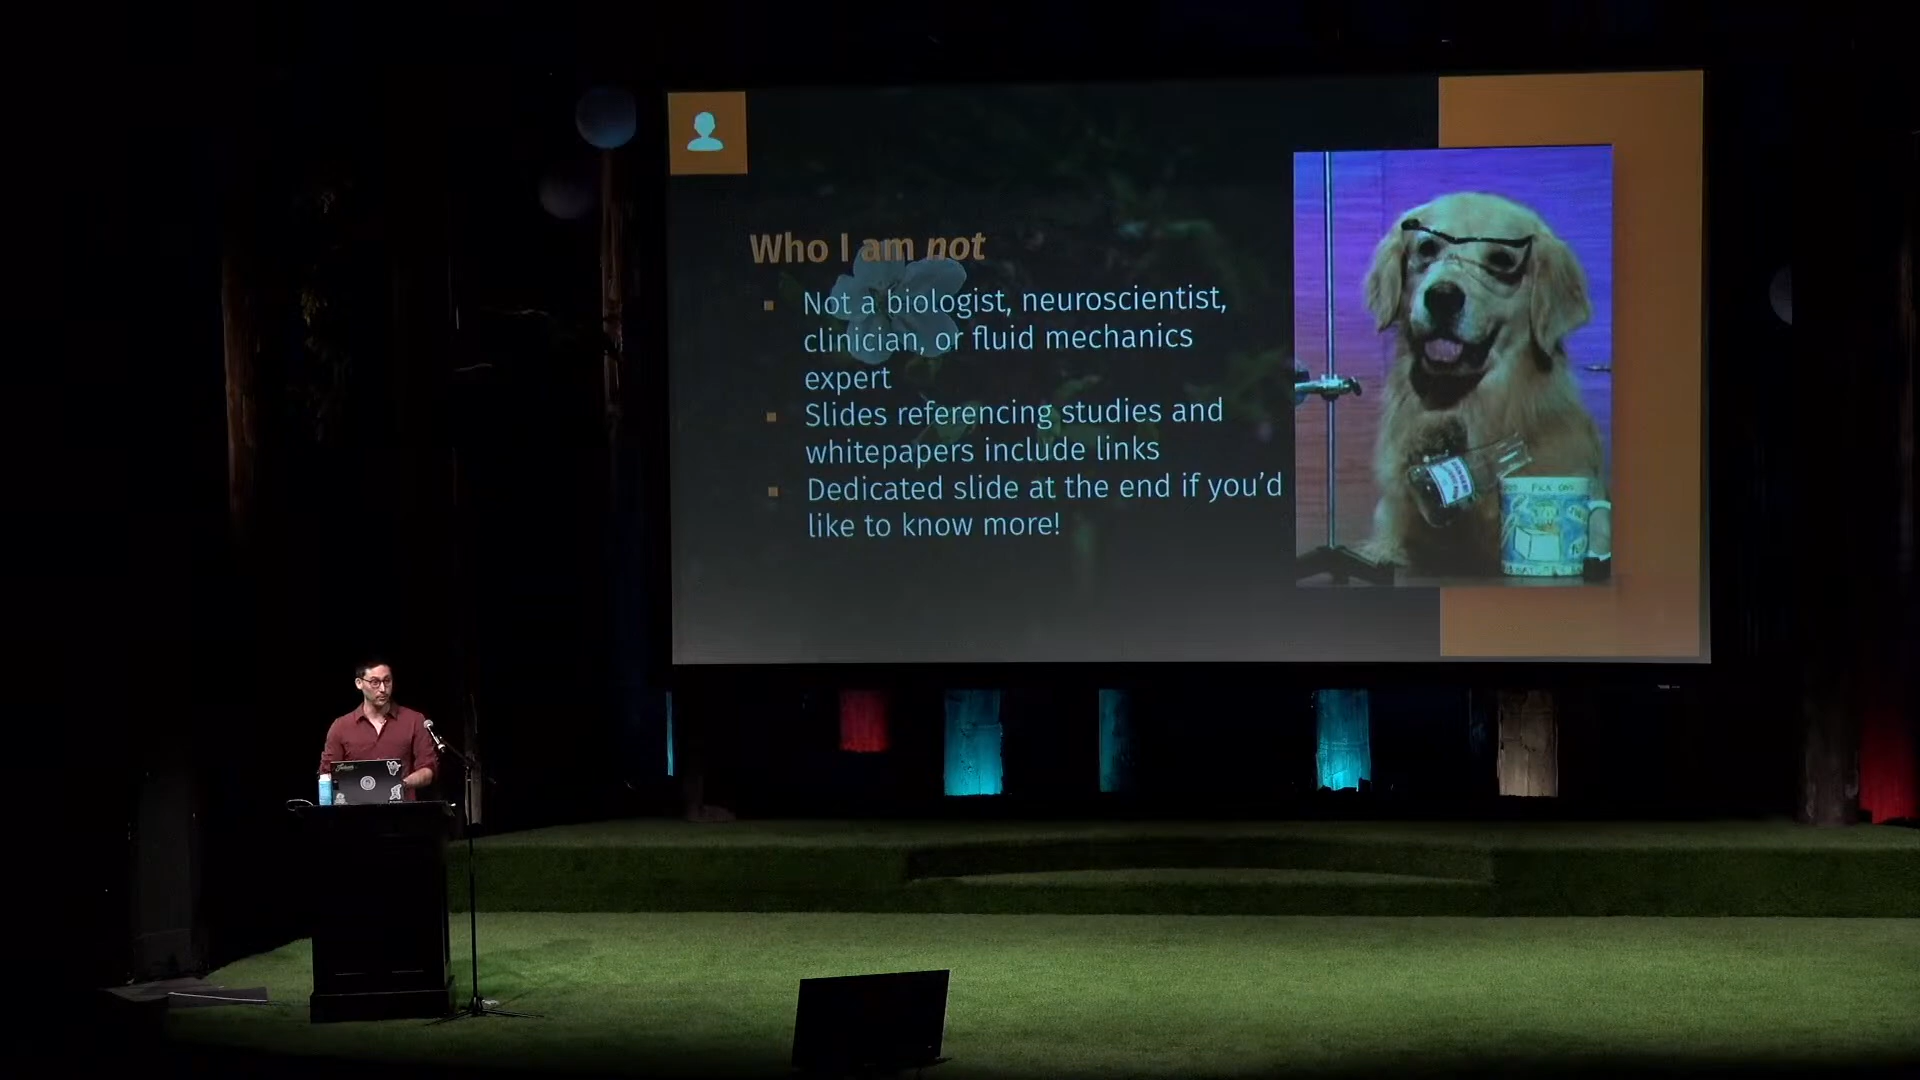 Who I am not
Not a biologist, neuroscientist,
clinician, or fluid mechanics
expert
Slides referencing studies and
whitepapers include links
Dedicated slide at the end if you'd
like to know more!